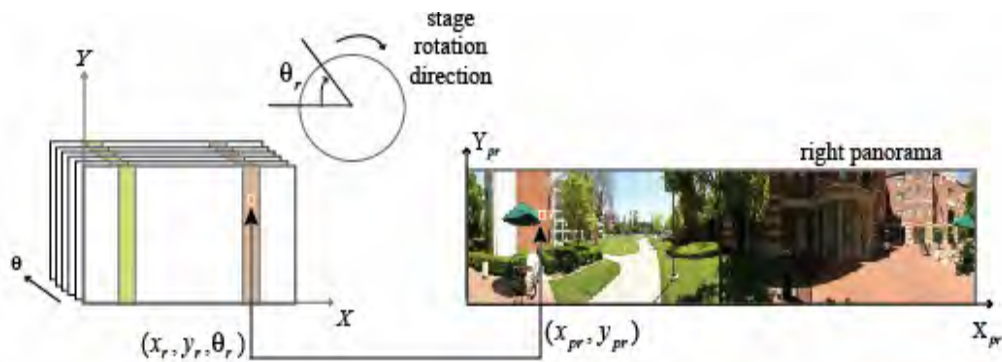 stage
rotation
direction
Y
θr
Ypr
right panorama
θ
X
(xr, yr, θr)
(xpr, ypr)
Xpr